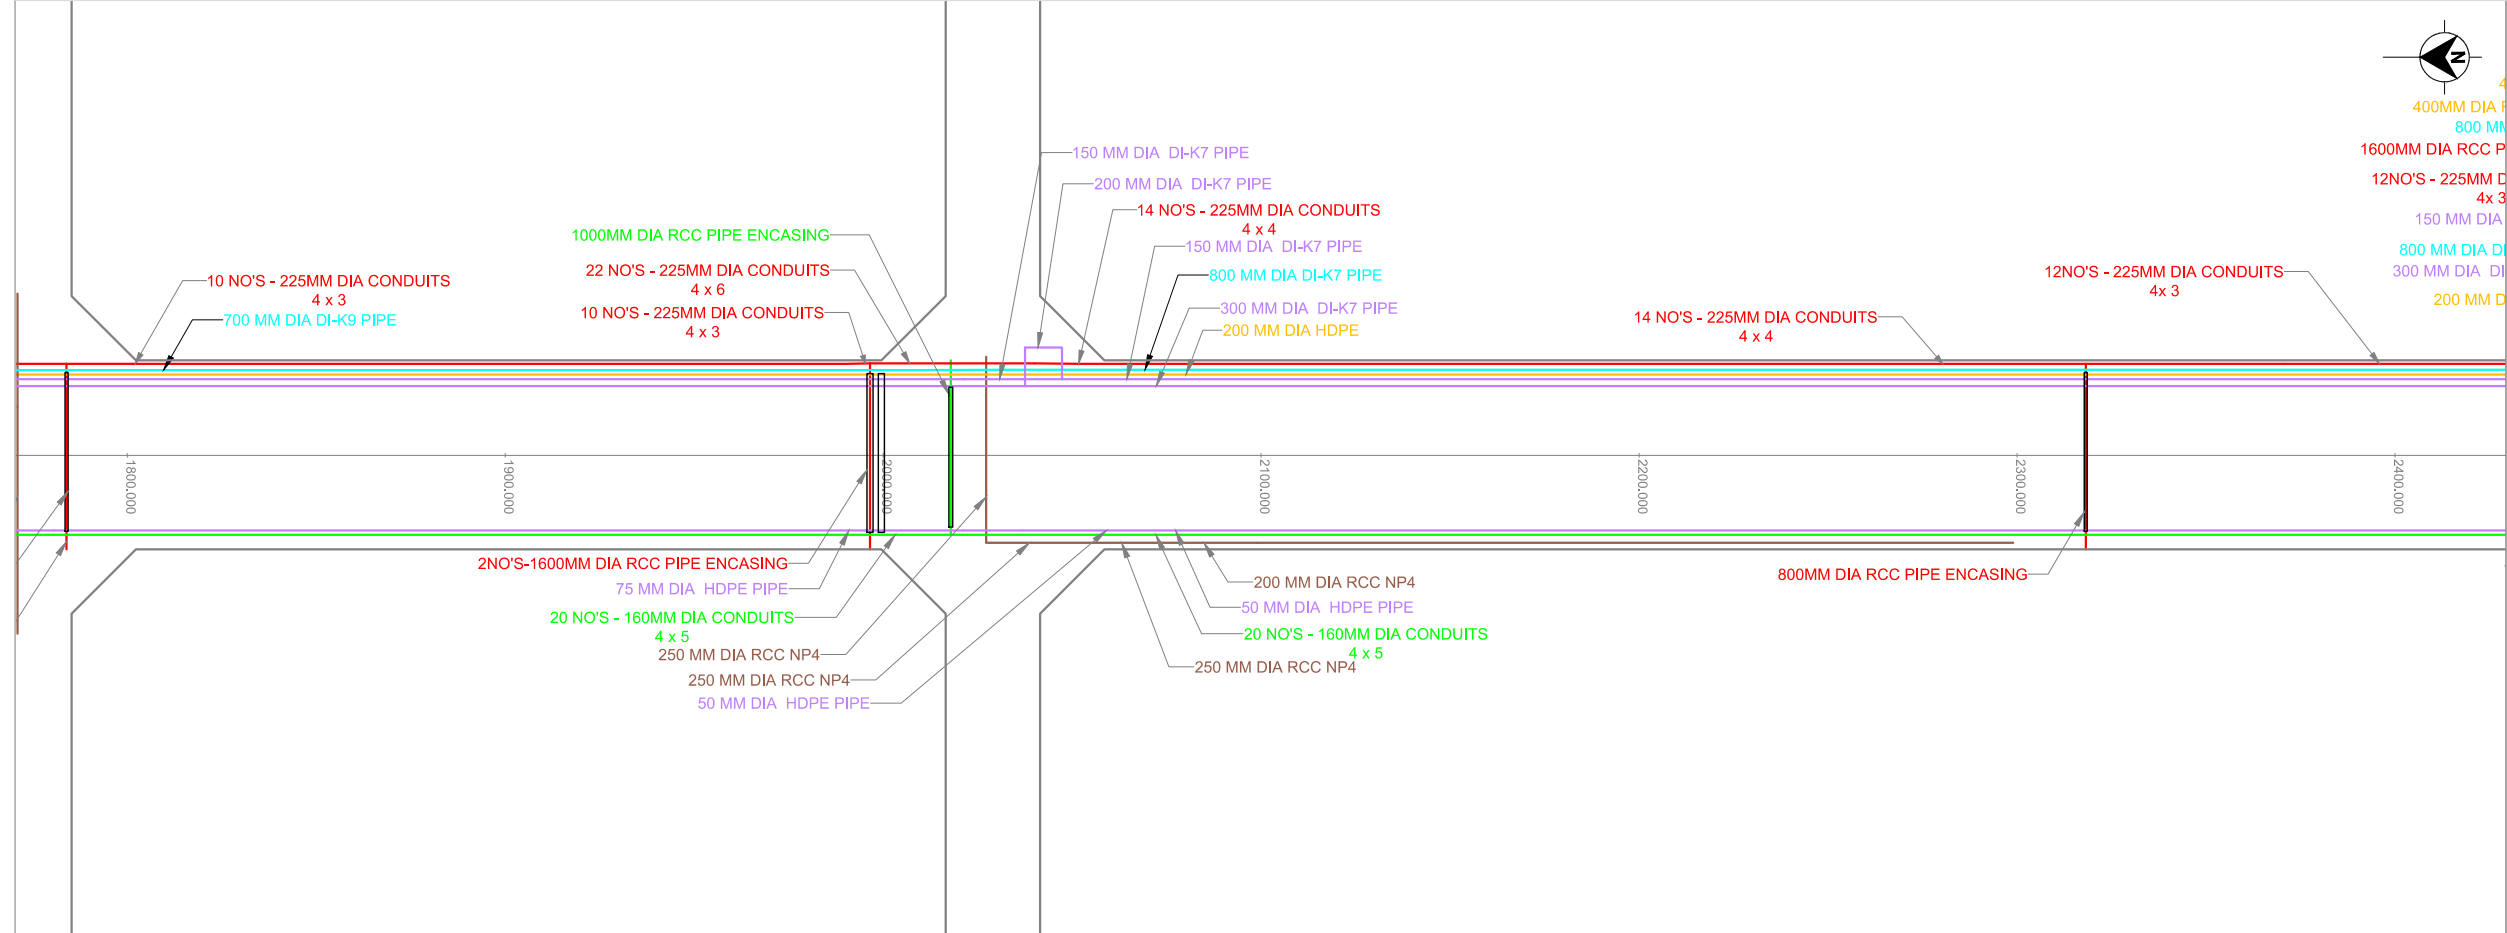 N
4
400MM DIA
800 MM
1600MM DIA RCC P
12NO'S - 225MM D
4x 3
150 MM DIA
800 MM DIA DI
300 MM DIA DI
200 MM D
150 MM DIA DI-K7 PIPE
200 MM DIA DI-K7 PIPE
14 NO'S - 225MM DIA CONDUITS
4 x 4
150 MM DIA DI-K7 PIPE
800 MM DIA DI-K7 PIPE
300 MM DIA DI-K7 PIPE
200 MM DIA HDPE
1000MM DIA RCC PIPE ENCASING
22 NO'S - 225MM DIA CONDUITS
4 x 6
10 NO'S - 225MM DIA CONDUITS
4 x 3
10 NO'S - 225MM DIA CONDUITS
4 x 3
700 MM DIA DI-K9 PIPE
12NO'S - 225MM DIA CONDUITS
4x 3
14 NO'S - 225MM DIA CONDUITS
4 x 4
1800.000
1900.000
2000.000
2100.000
2200.000
2300.000
2400.000
2NO'S-1600MM DIA RCC PIPE ENCASING
75 MM DIA HDPE PIPE
20 NO'S - 160MM DIA CONDUITS
4 x 5
250 MM DIA RCC NP4
250 MM DIA RCC NP4
50 MM DIA HDPE PIPE
200 MM DIA RCC NP4
50 MM DIA HDPE PIPE
20 NO'S - 160MM DIA CONDUITS
4 x 5
250 MM DIA RCC NP4
800MM DIA RCC PIPE ENCASING